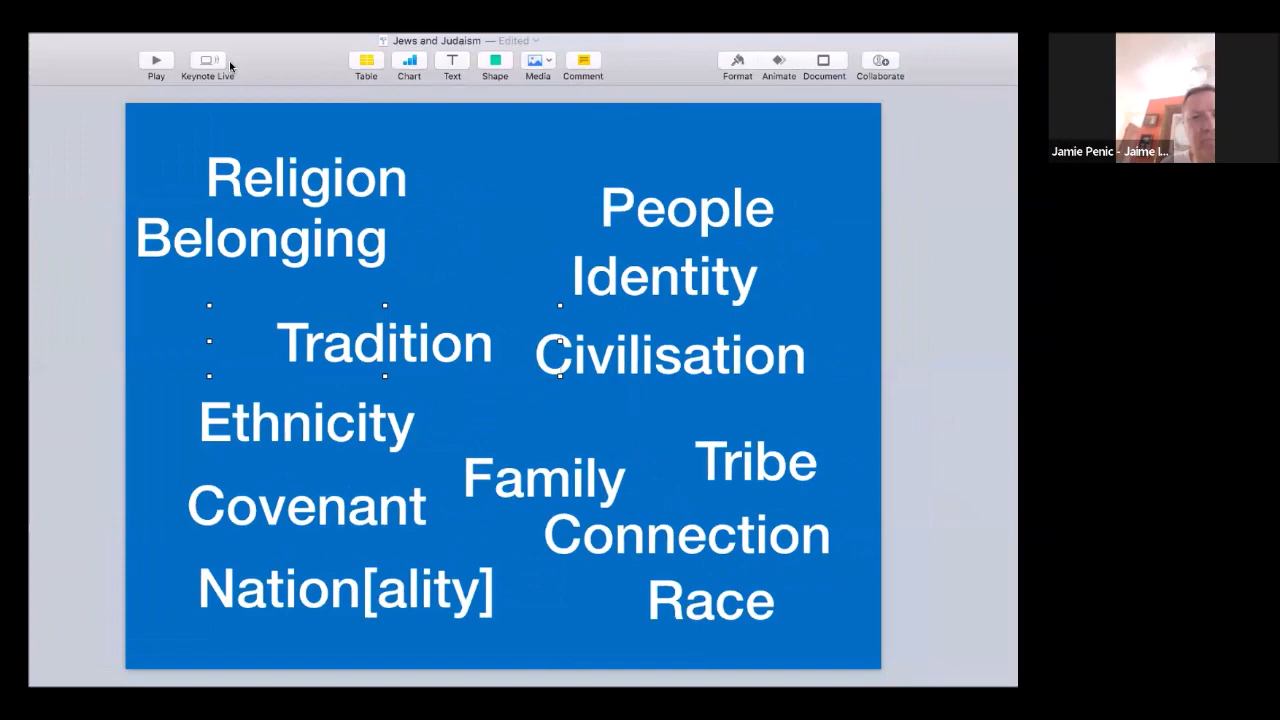 Jews and Judaism — Edited
Play
Keynote Live
Table
Chart
Text
Shape
Media
Comment
Format
Animate
Document
Collaborate
Religion
People
Belonging
Identity
Tradition
Civilisation
Ethnicity
Family
Tribe
Covenant
Connection
Nation[ality]
Race
Jamie Penic - Jaime I...